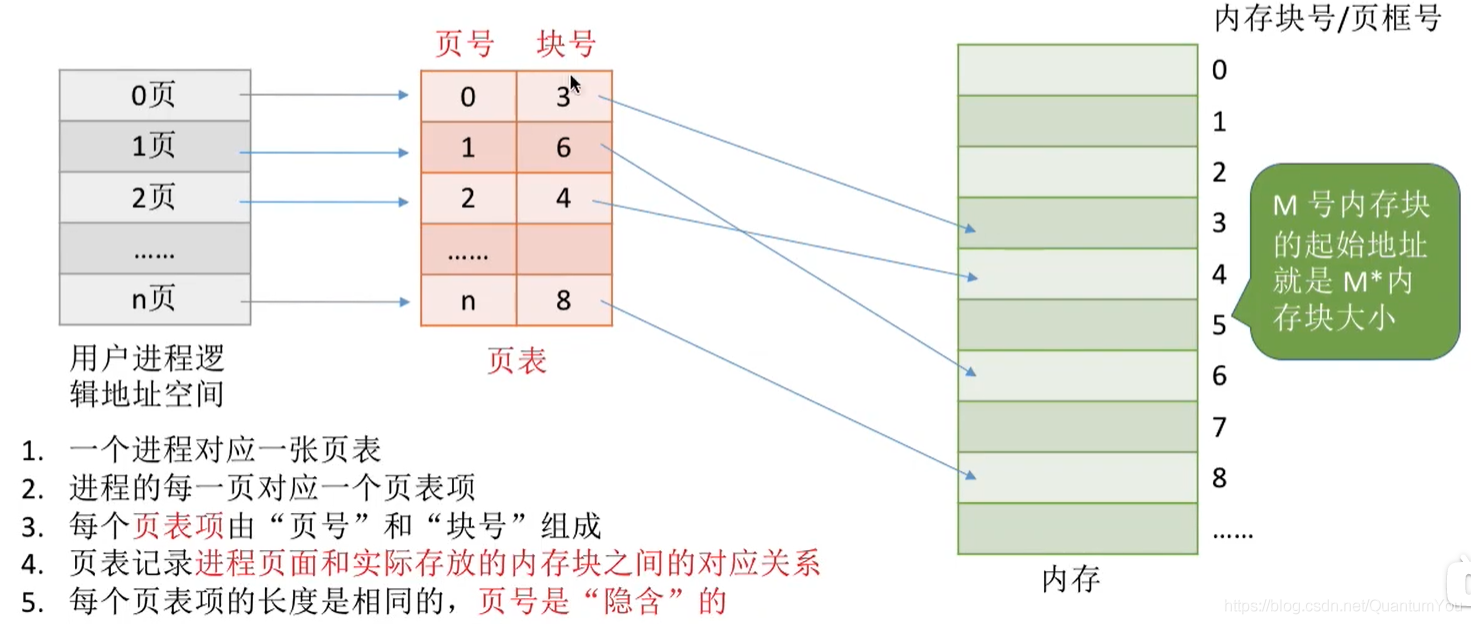 内存块号/页框号
页号 块号
0页
1页
2页
……
n页
0 3
1 6
2 4
……
n 8
0
1
2
3
4
5
6
7
8
……
M 号内存块
的起始地址
就是 M*内
存块大小
用户进程逻
辑地址空间
页表
内存
1. 一个进程对应一张页表
2. 进程的每一页对应一个页表项
3. 每个页表项由“页号”和“块号”组成
4. 页表记录进程页面和实际存放的内存块之间的对应关系
5. 每个页表项的长度是相同的，页号是“隐含”的
https://blog.csdn.net/QuantumYou